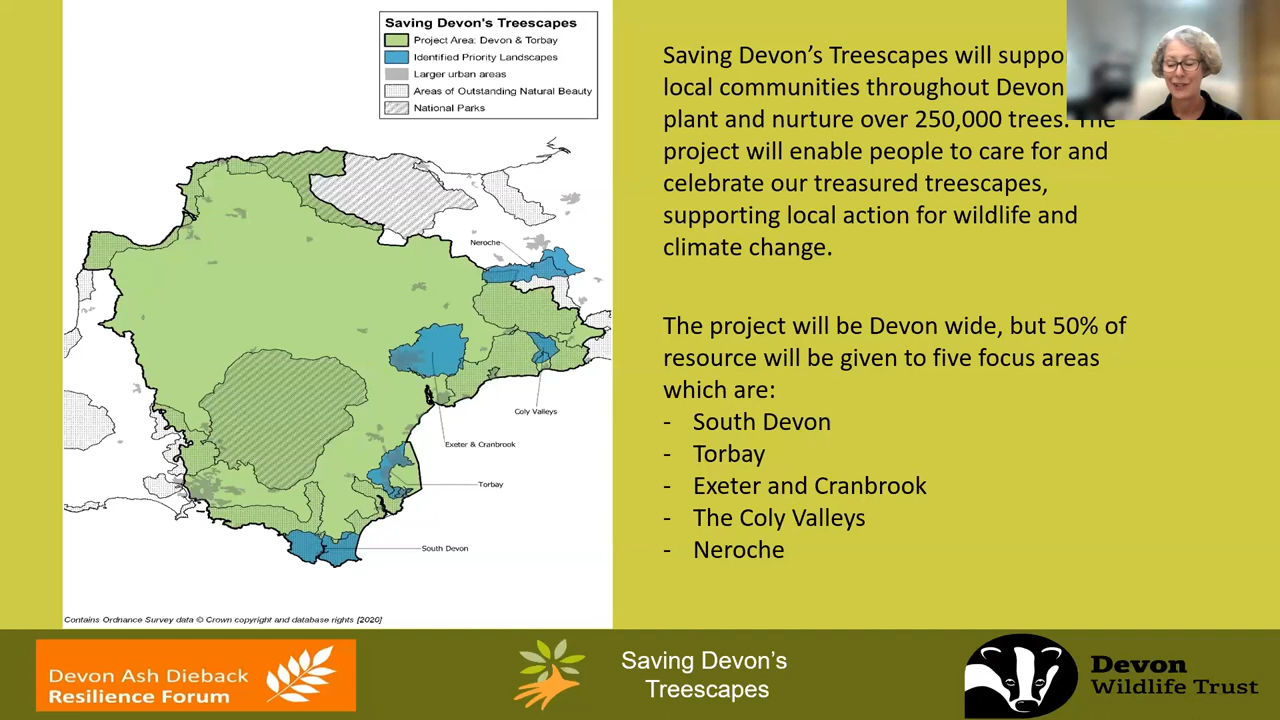 Saving Devon's Treescapes
Project Area: Devon & Torbay
Identified Priority Landscapes
Larger urban areas
Areas of Outstanding Natural Beauty
National Parks
Neroche
Coly Valleys
Exeter & Cranbrook
Torbay
South Devon
Contains Ordnance Survey data © Crown copyright and database rights [2020]
Saving Devon's Treescapes will suppo
local communities throughout Devon
plant and nurture over 250,000 trees. The
project will enable people to care for and
celebrate our treasured treescapes,
supporting local action for wildlife and
climate change.
The project will be Devon wide, but 50% of
resource will be given to five focus areas
which are:
- South Devon
- Torbay
- Exeter and Cranbrook
- The Coly Valleys
- Neroche
Devon Ash Dieback
Resilience Forum
Saving Devon's
Treescapes
Devon
Wildlife Trust